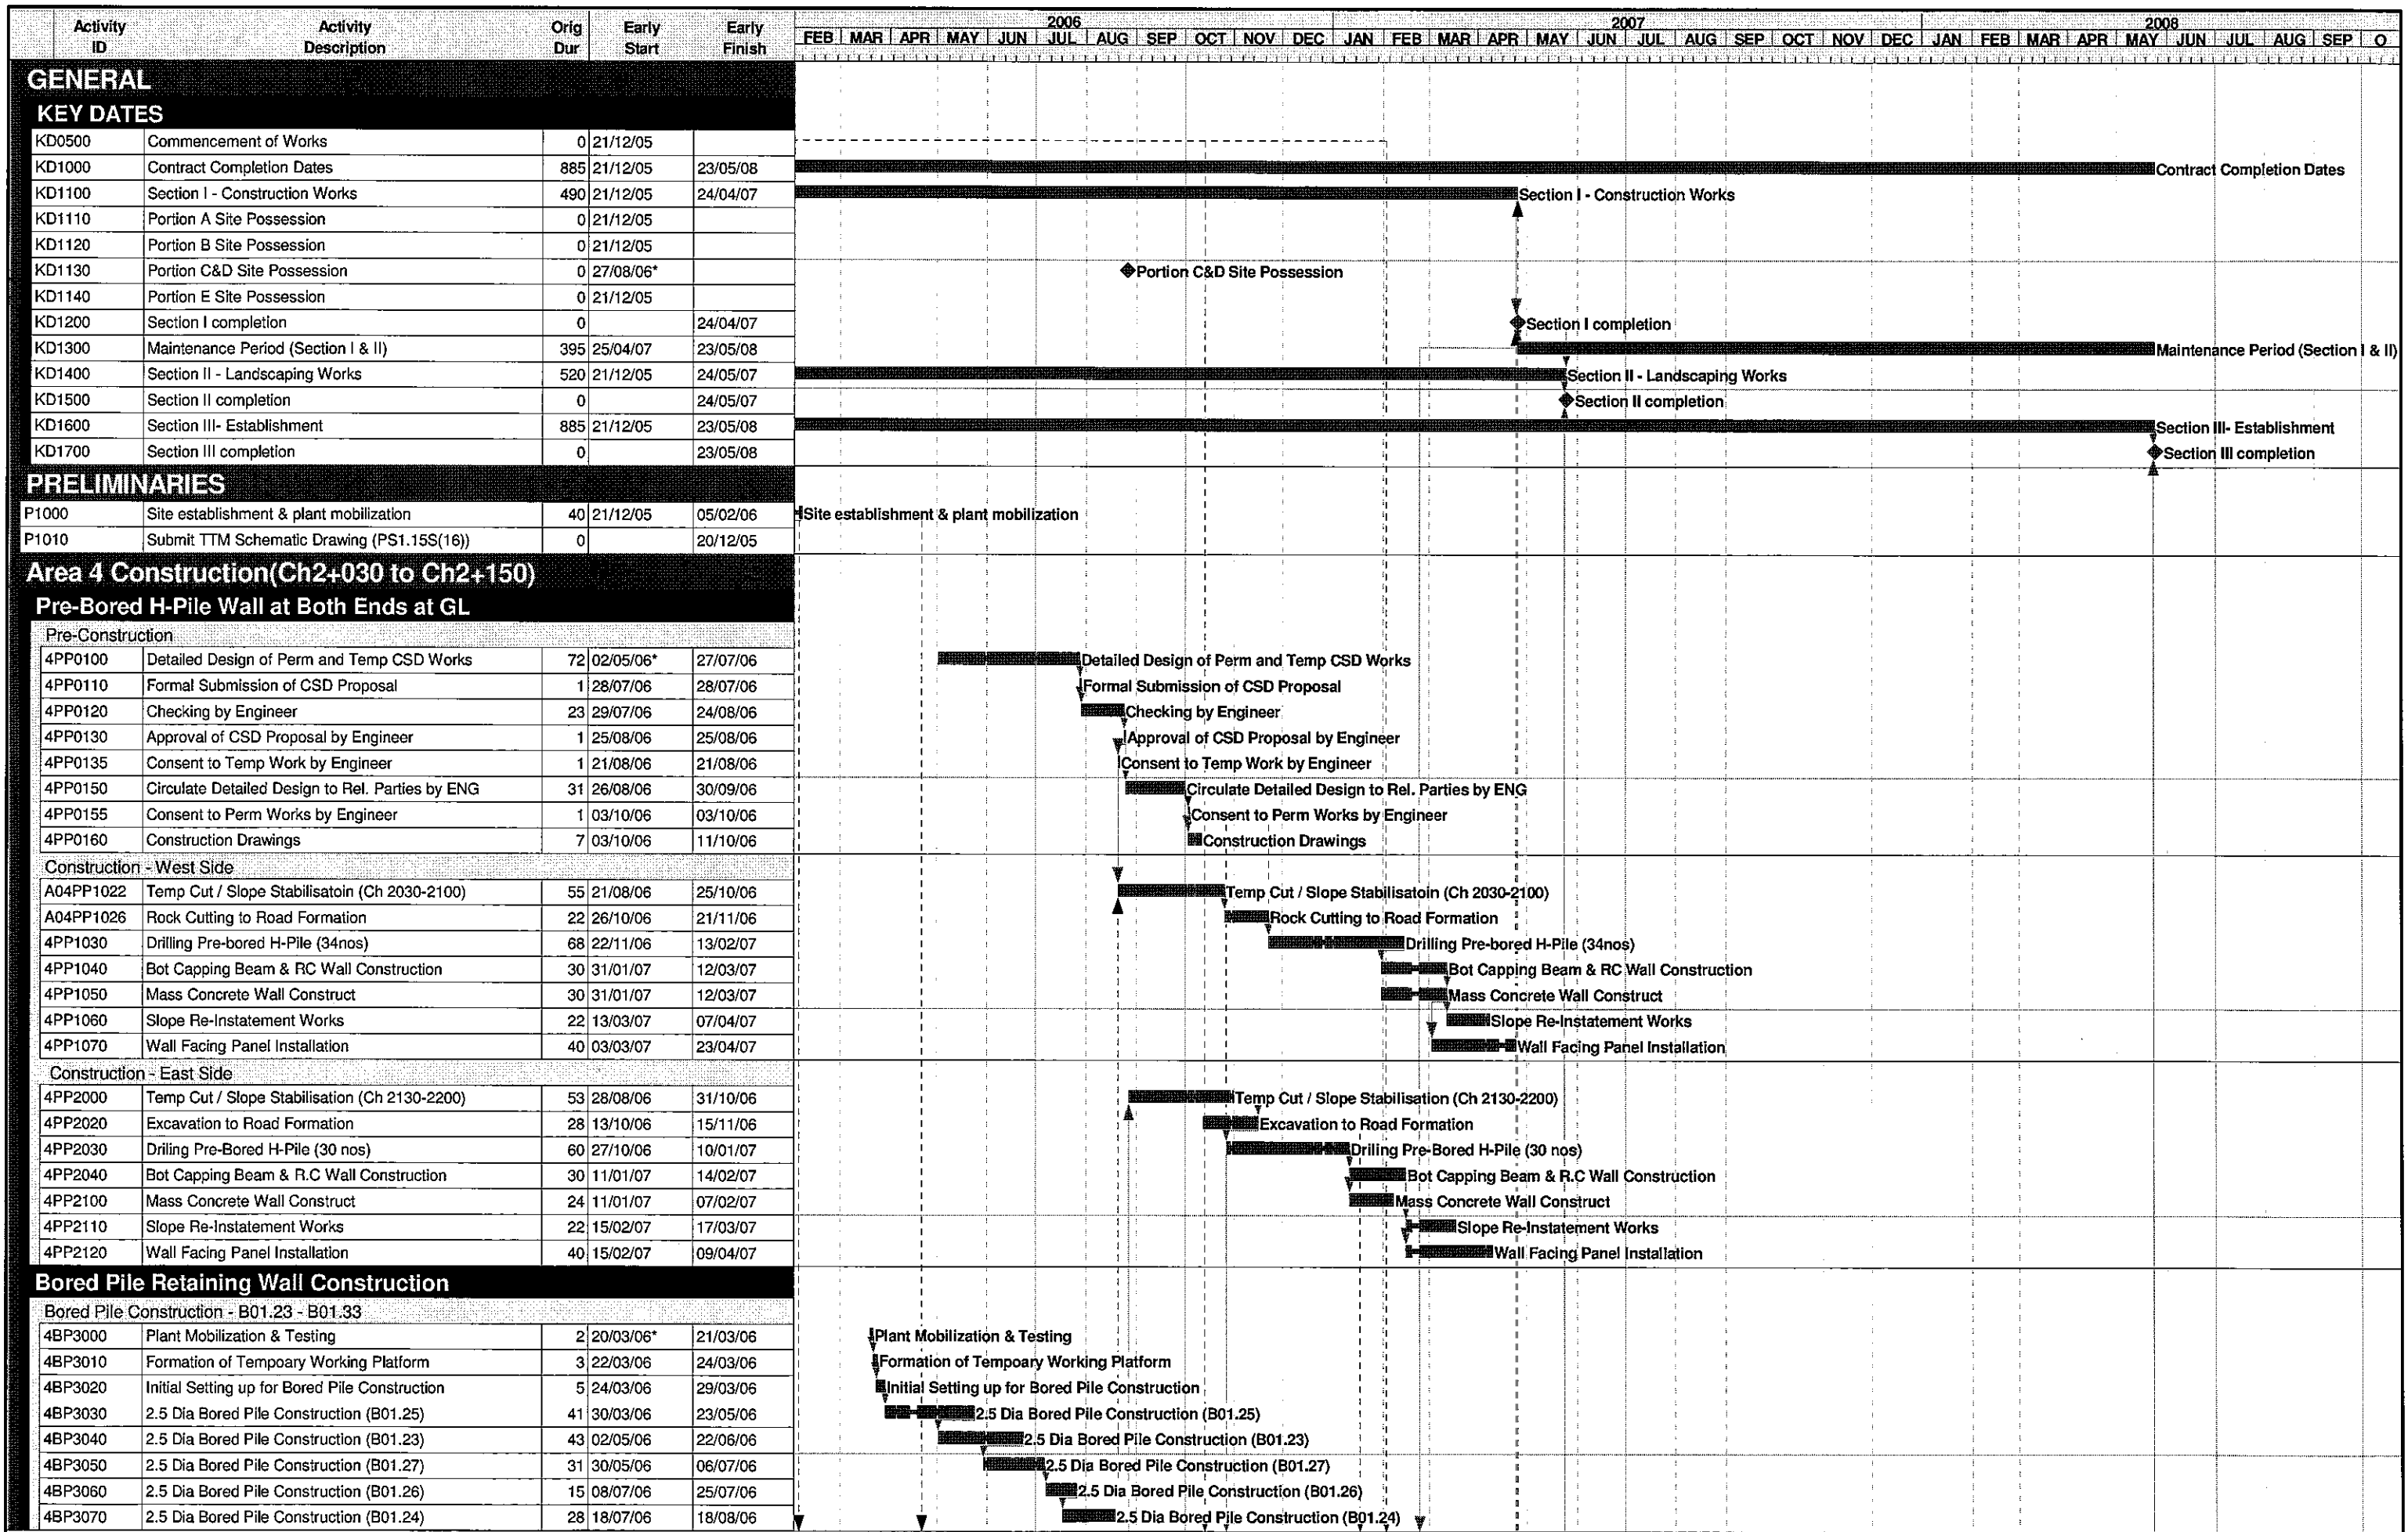 Activity ID Activity Description Orig Dur Early Start Early Finish
2006 2007 2008
FEB MAR APR MAY JUN JUL AUG SEP OCT NOV DEC JAN FEB MAR APR MAY JUN JUL AUG SEP OCT NOV DEC JAN FEB MAR APR MAY JUN JUL AUG SEP O
GENERAL
KEY DATES
KD0500 Commencement of Works 0 21/12/05
KD1000 Contract Completion Dates 885 21/12/05 23/05/08 Contract Completion Dates
KD1100 Section I - Construction Works 490 21/12/05 24/04/07 Section I - Construction Works
KD1110 Portion A Site Possession 0 21/12/05
KD1120 Portion B Site Possession 0 21/12/05
KD1130 Portion C&D Site Possession 0 27/08/06* Portion C&D Site Possession
KD1140 Portion E Site Possession 0 21/12/05
KD1200 Section I completion 0 24/04/07 Section I completion
KD1300 Maintenance Period (Section I & II) 395 25/04/07 23/05/08 Maintenance Period (Section I & II)
KD1400 Section II - Landscaping Works 520 21/12/05 24/05/07 Section II - Landscaping Works
KD1500 Section II completion 0 24/05/07 Section II completion
KD1600 Section III- Establishment 885 21/12/05 23/05/08 Section III- Establishment
KD1700 Section III completion 0 23/05/08 Section III completion
PRELIMINARIES
P1000 Site establishment & plant mobilization 40 21/12/05 05/02/06 Site establishment & plant mobilization
P1010 Submit TTM Schematic Drawing (PS1.15S(16)) 0 20/12/05
Area 4 Construction(Ch2+030 to Ch2+150)
Pre-Bored H-Pile Wall at Both Ends at GL
Pre-Construction
4PP0100 Detailed Design of Perm and Temp CSD Works 72 02/05/06* 27/07/06 Detailed Design of Perm and Temp CSD Works
4PP0110 Formal Submission of CSD Proposal 1 28/07/06 28/07/06 Formal Submission of CSD Proposal
4PP0120 Checking by Engineer 23 29/07/06 24/08/06 Checking by Engineer
4PP0130 Approval of CSD Proposal by Engineer 1 25/08/06 25/08/06 Approval of CSD Proposal by Engineer
4PP0135 Consent to Temp Work by Engineer 1 21/08/06 21/08/06 Consent to Temp Work by Engineer
4PP0150 Circulate Detailed Design to Rel. Parties by ENG 31 26/08/06 30/09/06 Circulate Detailed Design to Rel. Parties by ENG
4PP0155 Consent to Perm Works by Engineer 1 03/10/06 03/10/06 Consent to Perm Works by Engineer
4PP0160 Construction Drawings 7 03/10/06 11/10/06 Construction Drawings
Construction - West Side
A04PP1022 Temp Cut / Slope Stabilisatoin (Ch 2030-2100) 55 21/08/06 25/10/06 Temp Cut / Slope Stabilisatoin (Ch 2030-2100)
A04PP1026 Rock Cutting to Road Formation 22 26/10/06 21/11/06 Rock Cutting to Road Formation
4PP1030 Drilling Pre-bored H-Pile (34nos) 68 22/11/06 13/02/07 Drilling Pre-bored H-Pile (34nos)
4PP1040 Bot Capping Beam & RC Wall Construction 30 31/01/07 12/03/07 Bot Capping Beam & RC Wall Construction
4PP1050 Mass Concrete Wall Construct 30 31/01/07 12/03/07 Mass Concrete Wall Construct
4PP1060 Slope Re-Instatement Works 22 13/03/07 07/04/07 Slope Re-Instatement Works
4PP1070 Wall Facing Panel Installation 40 03/03/07 23/04/07 Wall Facing Panel Installation
Construction - East Side
4PP2000 Temp Cut / Slope Stabilisation (Ch 2130-2200) 53 28/08/06 31/10/06 Temp Cut / Slope Stabilisation (Ch 2130-2200)
4PP2020 Excavation to Road Formation 28 13/10/06 15/11/06 Excavation to Road Formation
4PP2030 Driling Pre-Bored H-Pile (30 nos) 60 27/10/06 10/01/07 Driling Pre-Bored H-Pile (30 nos)
4PP2040 Bot Capping Beam & R.C Wall Construction 30 11/01/07 14/02/07 Bot Capping Beam & R.C Wall Construction
4PP2100 Mass Concrete Wall Construct 24 11/01/07 07/02/07 Mass Concrete Wall Construct
4PP2110 Slope Re-Instatement Works 22 15/02/07 17/03/07 Slope Re-Instatement Works
4PP2120 Wall Facing Panel Installation 40 15/02/07 09/04/07 Wall Facing Panel Installation
Bored Pile Retaining Wall Construction
Bored Pile Construction - B01.23 - B01.33
4BP3000 Plant Mobilization & Testing 2 20/03/06* 21/03/06 Plant Mobilization & Testing
4BP3010 Formation of Tempoary Working Platform 3 22/03/06 24/03/06 Formation of Tempoary Working Platform
4BP3020 Initial Setting up for Bored Pile Construction 5 24/03/06 29/03/06 Initial Setting up for Bored Pile Construction
4BP3030 2.5 Dia Bored Pile Construction (B01.25) 41 30/03/06 23/05/06 2.5 Dia Bored Pile Construction (B01.25)
4BP3040 2.5 Dia Bored Pile Construction (B01.23) 43 02/05/06 22/06/06 2.5 Dia Bored Pile Construction (B01.23)
4BP3050 2.5 Dia Bored Pile Construction (B01.27) 31 30/05/06 06/07/06 2.5 Dia Bored Pile Construction (B01.27)
4BP3060 2.5 Dia Bored Pile Construction (B01.26) 15 08/07/06 25/07/06 2.5 Dia Bored Pile Construction (B01.26)
4BP3070 2.5 Dia Bored Pile Construction (B01.24) 28 18/07/06 18/08/06 2.5 Dia Bored Pile Construction (B01.24)